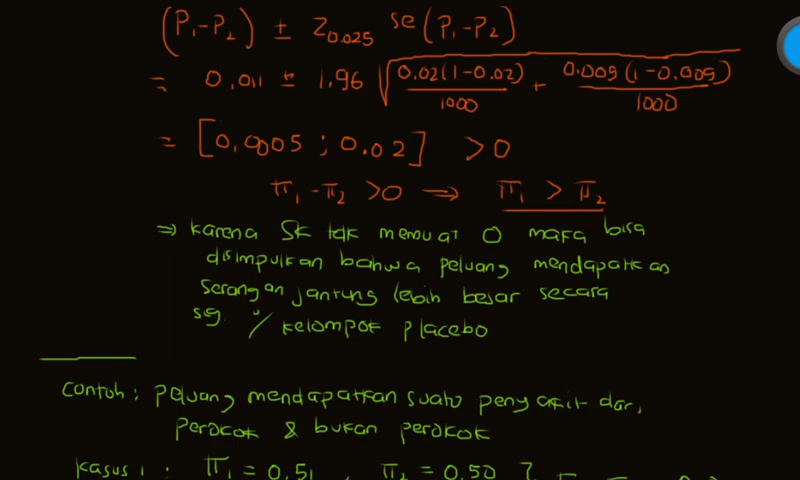 (P₁-P₂) ± Z₀.₀₂₅ se(P₁-P₂)
= 0.011 ± 1.96 √(0.02(1-0.02)/1000 + 0.009(1-0.009)/1000)
= [0,0005 ; 0.02] >0
π₁-π₂ >0 ⟹ π₁ > π₂
⇒ karena SK tdk memuat 0 maka bisa
disimpulkan bahwa peluang mendapatkan
serangan jantung lebih besar secara
sig. u/ kelompok placebo
Contoh: peluang mendapatkan suatu penyakit dari
perokok & bukan perokok
Kasus 1: π₁ = 0.51, π₂ = 0.50